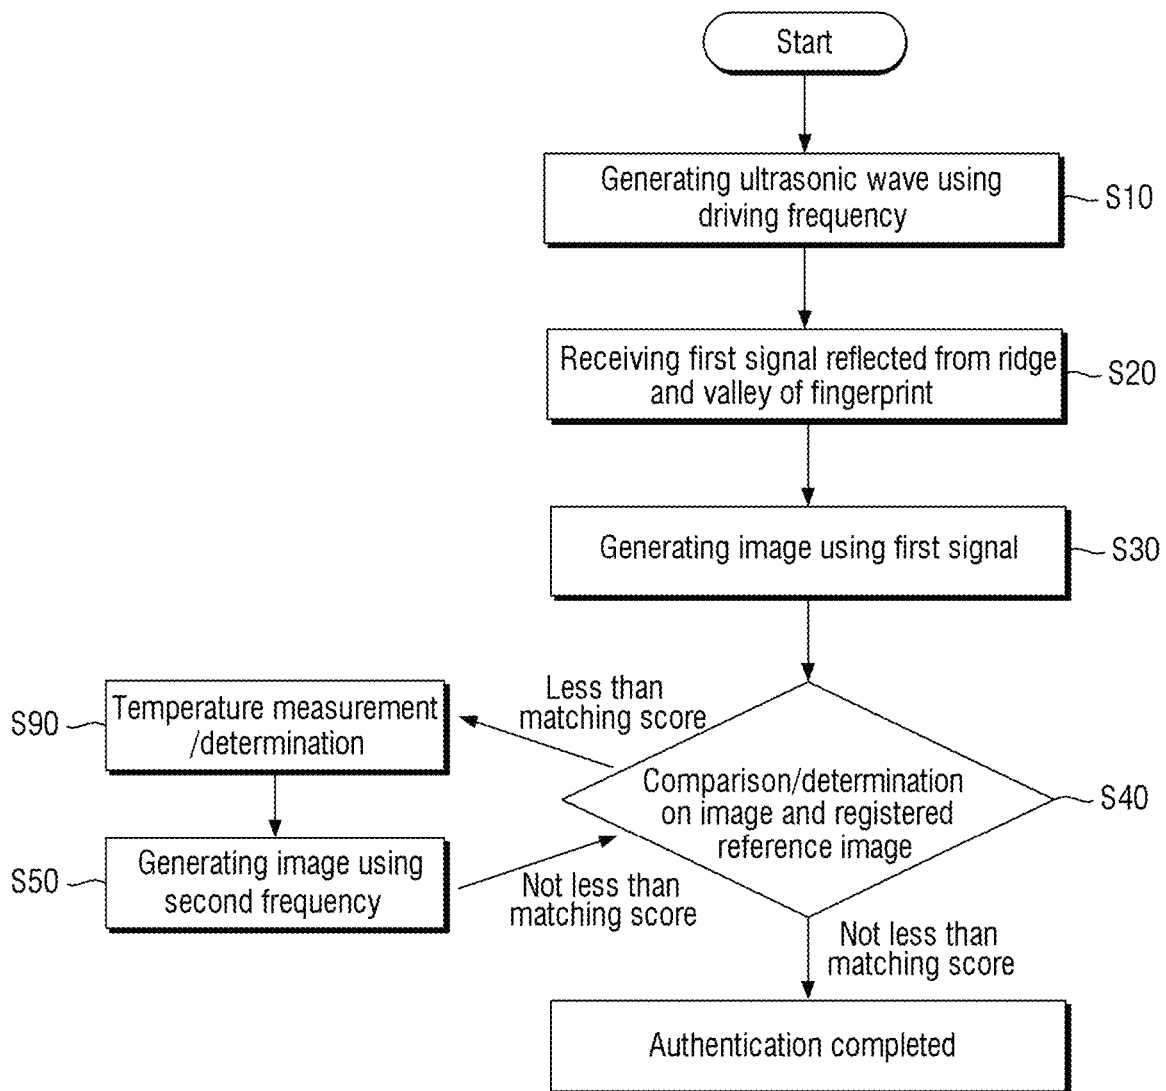 Start
Generating ultrasonic wave using
driving frequency
S10
Receiving first signal reflected from ridge
and valley of fingerprint
S20
Generating image using first signal
S30
Less than
matching score
S90
Temperature measurement
/determination
Comparison/determination
on image and registered
reference image
S40
S50
Generating image using
second frequency
Not less than
matching score
Not less than
matching score
Authentication completed